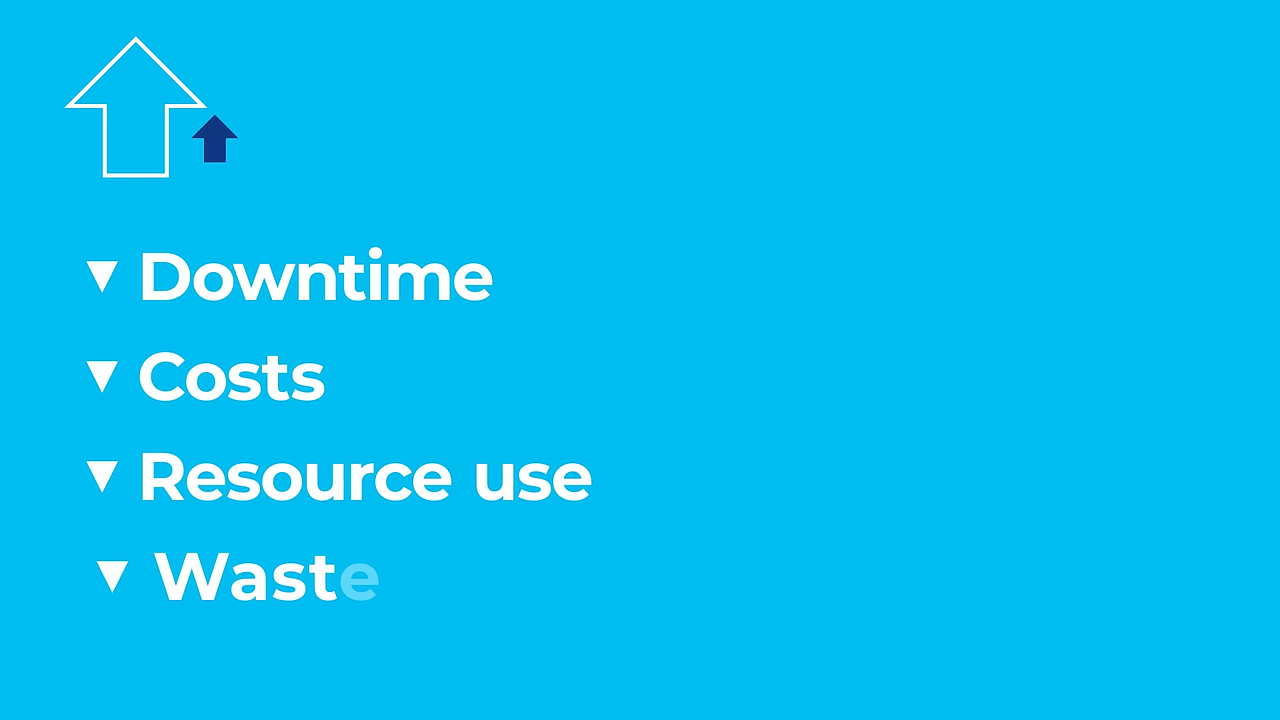 ▼ Downtime
▼ Costs
▼ Resource use
▼ Waste